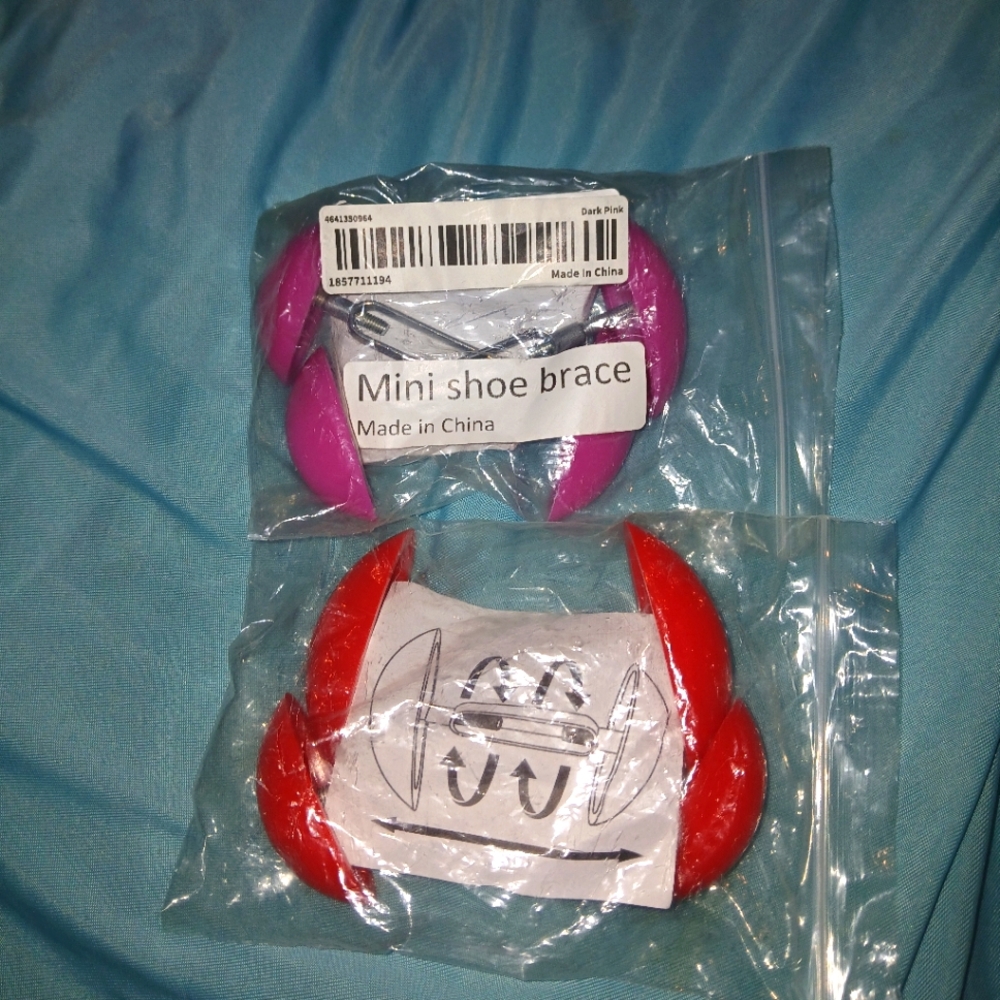 4641350964 Dark Pink
1857711194 Made in China
Mini shoe brace
Made in China